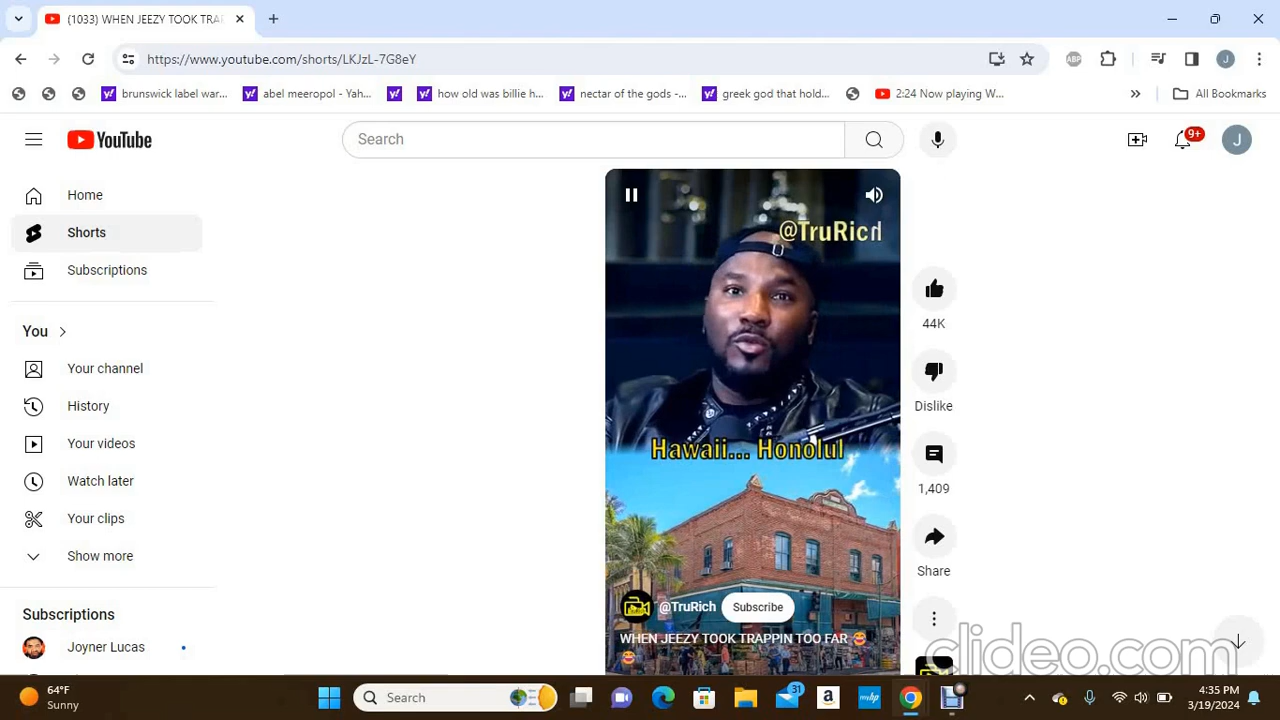 (1033) WHEN JEEZY TOOK TRA
https://www.youtube.com/shorts/LKJzL-7G8eY
ABP
J
brunswick label war...
abel meeropol - Yah...
how old was billie h...
nectar of the gods -...
greek god that hold...
2:24 Now playing W...
All Bookmarks
YouTube
Search
9+
J
Home
Shorts
Subscriptions
You
Your channel
History
Your videos
Watch later
Your clips
Show more
Subscriptions
Joyner Lucas
@TruRich
Hawaii... Honolul
@TruRich
Subscribe
WHEN JEEZY TOOK TRAPPIN TOO FAR
44K
Dislike
1,409
Share
clideo.com
64°F
Sunny
Search
31
a
4:35 PM
3/19/2024